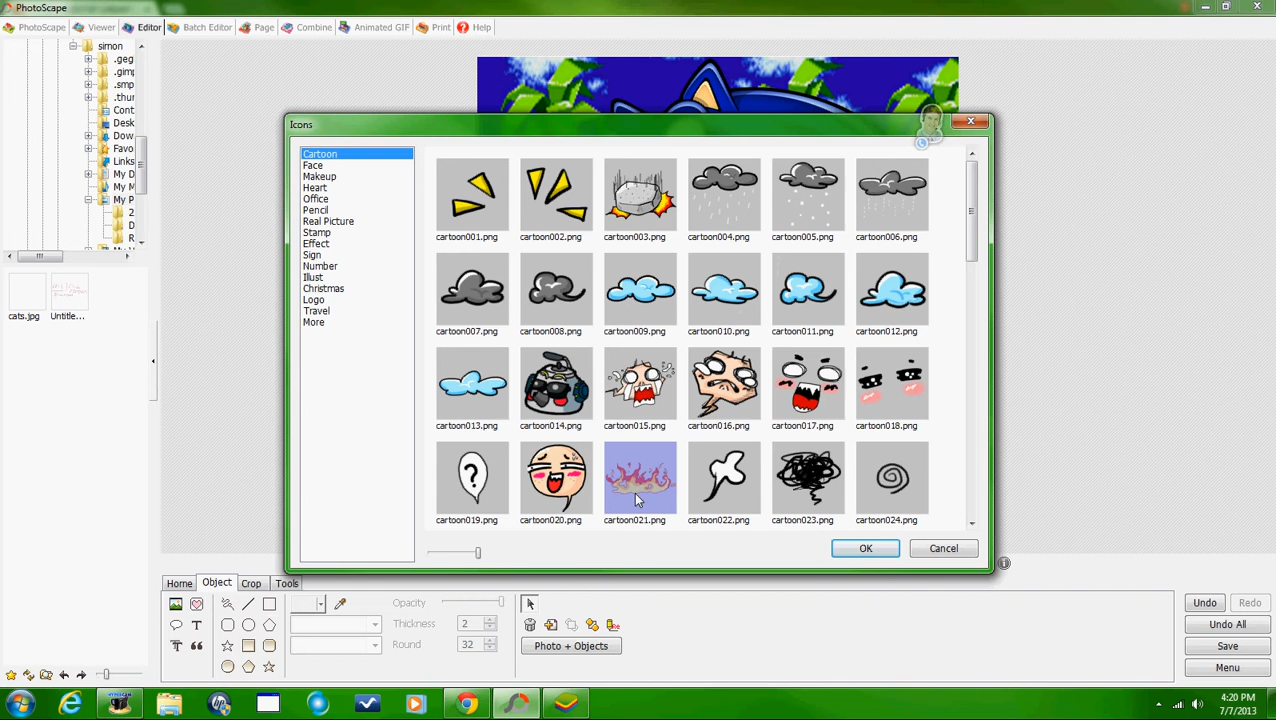 PhotoScape
PhotoScape Viewer Editor Batch Editor Page Combine Animated GIF Print Help
simon
.geg
.gimp
.smp
.thur
Cont
Desk
Dow
Favo
Links
My D
My M
My P
2
D
R
cats.jpg Untitle...
Icons
Cartoon
Face
Makeup
Heart
Office
Pencil
Real Picture
Stamp
Effect
Sign
Number
Illust
Christmas
Logo
Travel
More
cartoon001.png cartoon002.png cartoon003.png cartoon004.png cartoon005.png cartoon006.png
cartoon007.png cartoon008.png cartoon009.png cartoon010.png cartoon011.png cartoon012.png
cartoon013.png cartoon014.png cartoon015.png cartoon016.png cartoon017.png cartoon018.png
?
cartoon019.png cartoon020.png cartoon021.png cartoon022.png cartoon023.png cartoon024.png
OK Cancel
Home Object Crop Tools
Opacity
Thickness 2
Round 32
Photo + Objects
Undo Redo
Undo All
Save
Menu
4:20 PM
7/7/2013